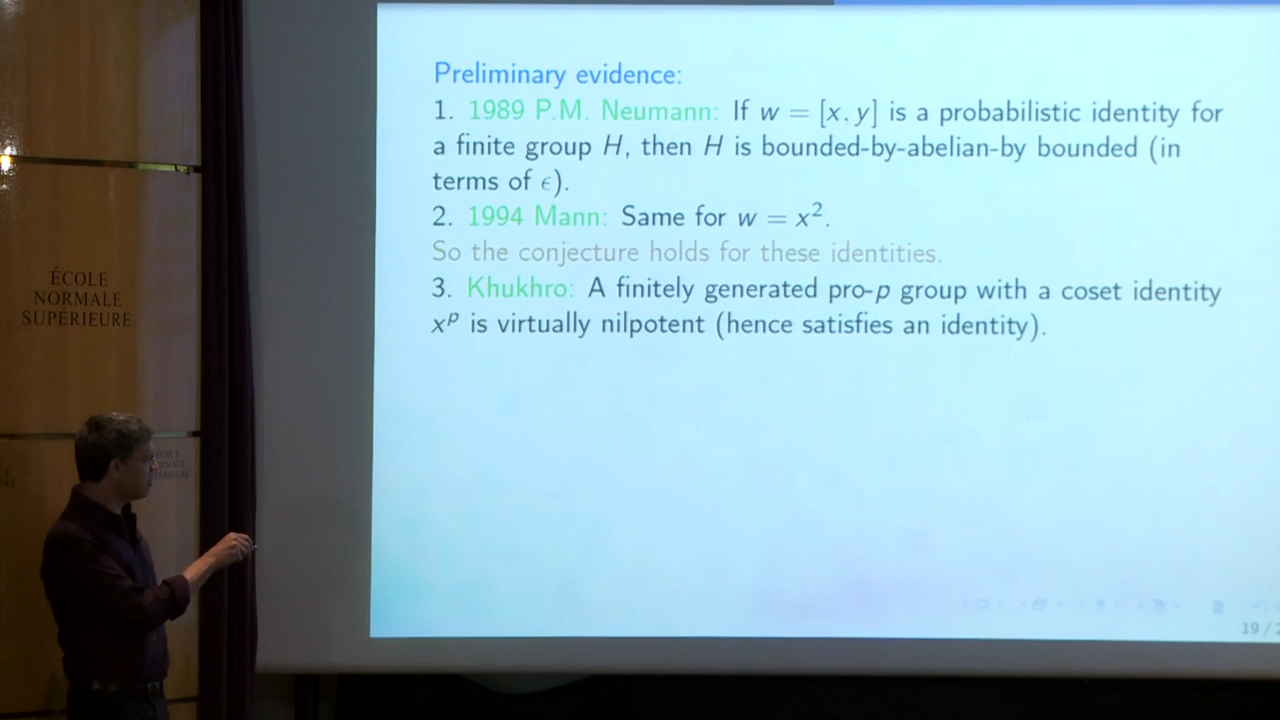 Preliminary evidence:
1. 1989 P.M. Neumann: If w = [x, y] is a probabilistic identity for
a finite group H, then H is bounded-by-abelian-by bounded (in
terms of ϵ).
2. 1994 Mann: Same for w = x².
So the conjecture holds for these identities.
3. Khukhro: A finitely generated pro-p group with a coset identity
xᵖ is virtually nilpotent (hence satisfies an identity).
19 /
ÉCOLE
NORMALE
SUPÉRIEURE